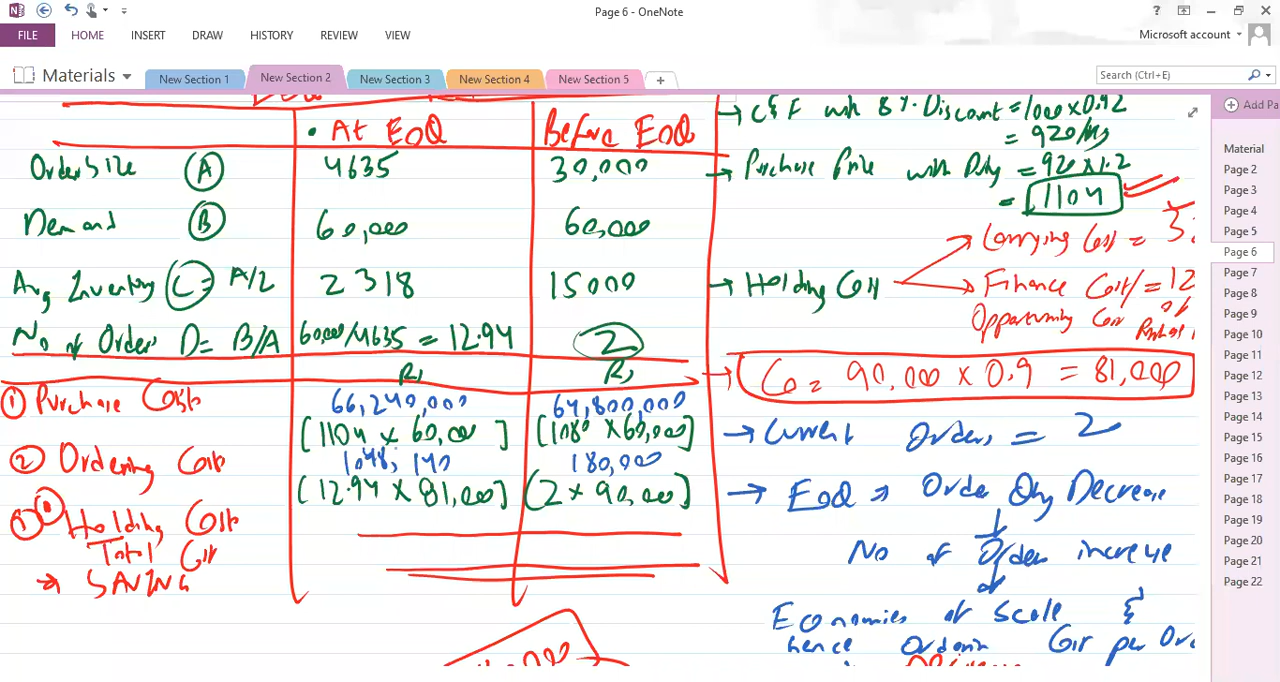 Page 6 - OneNote
FILE HOME INSERT DRAW HISTORY REVIEW VIEW
Microsoft account
Materials New Section 1 New Section 2 New Section 3 New Section 4 New Section 5 +
Search (Ctrl+E)
Add Pa
Material
Page 2
Page 3
Page 4
Page 5
Page 6
Page 7
Page 8
Page 9
Page 10
Page 11
Page 12
Page 13
Page 14
Page 15
Page 16
Page 17
Page 18
Page 19
Page 20
Page 21
Page 22
At EOQ Before EOQ
Order Size A 4635 30,000
Demand B 60,000 60,000
Avg Inventory C = A/2 2318 15000
No of Orders D = B/A 60,000/4635 = 12.94 2
Rs Rs
① Purchase Cost 66,240,000 64,800,000
[1104 x 60,000] [1080 x 60,000]
② Ordering Cost 1048,140 180,000
[12.94 x 81,000] [2 x 90,000]
Holding Cost
Total Cost
→ SAVING
→ C&F with 8% Discount = 1000 x 0.92
= 920/
→ Purchase Price with Duty = 920 x 1.2
= 1104
→ Holding Cost
Carrying Cost = 3
Finance Cost/ = 12
Opportunity Cost
→ Co = 90,000 x 0.9 = 81,000
→ Current Orders = 2
→ EOQ ⇒ Order Qty Decrease
No of Orders increase
Economies of Scale &
hence Ordering Cost per Ord